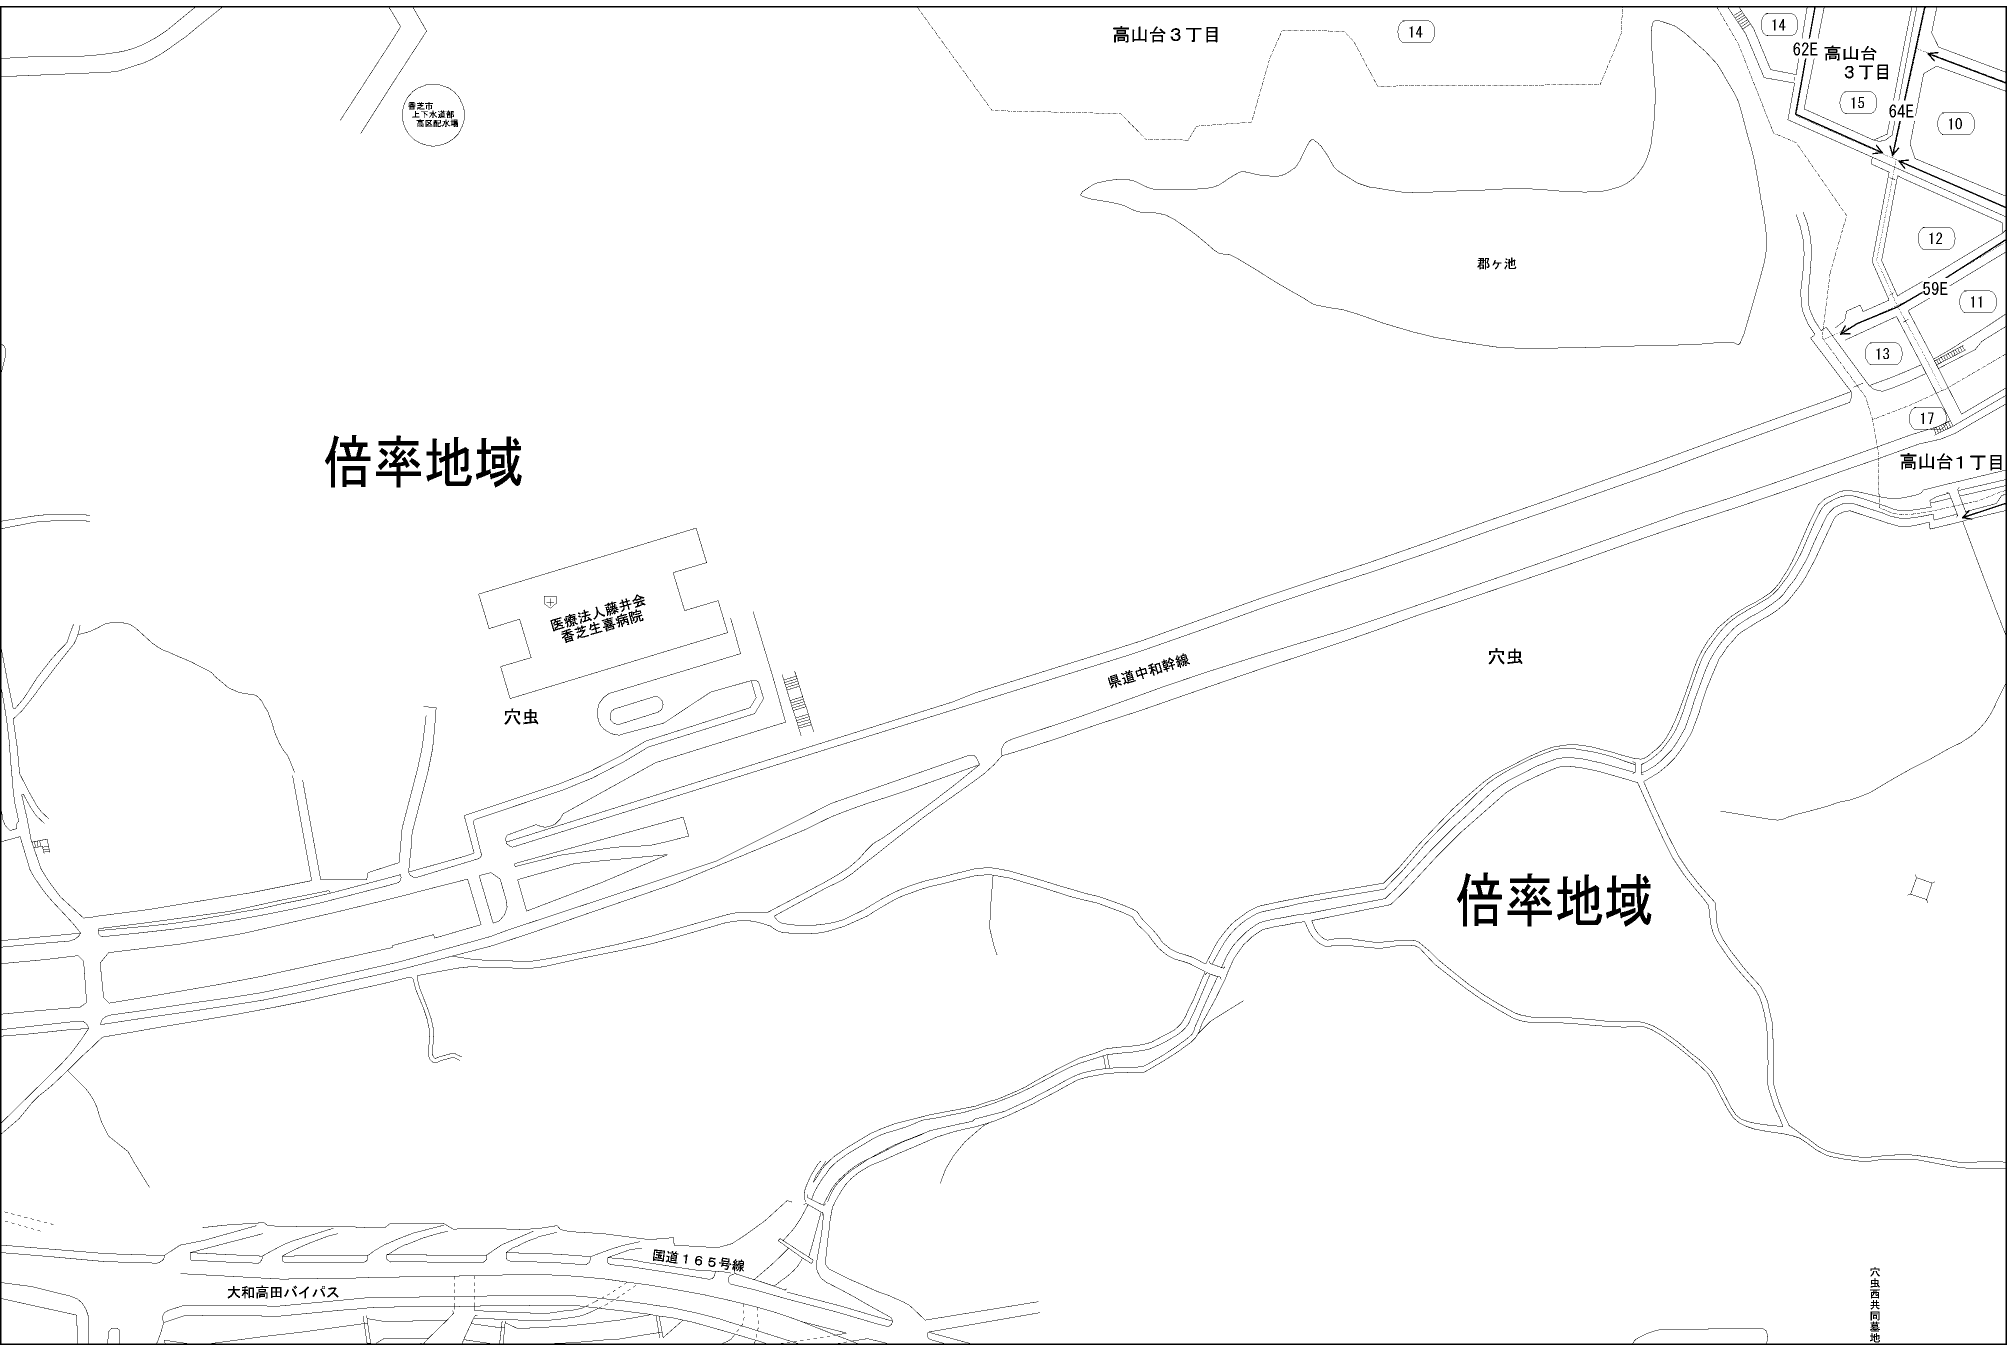 高山台３丁目
14
14
62E
高山台
３丁目
15
64E
10
香芝市
上下水道部
高区配水場
12
郡ヶ池
59E
11
13
17
高山台１丁目
倍率地域
医療法人藤井会
香芝生喜病院
穴虫
県道中和幹線
穴虫
倍率地域
国道１６５号線
大和高田バイパス
穴虫西共同墓地